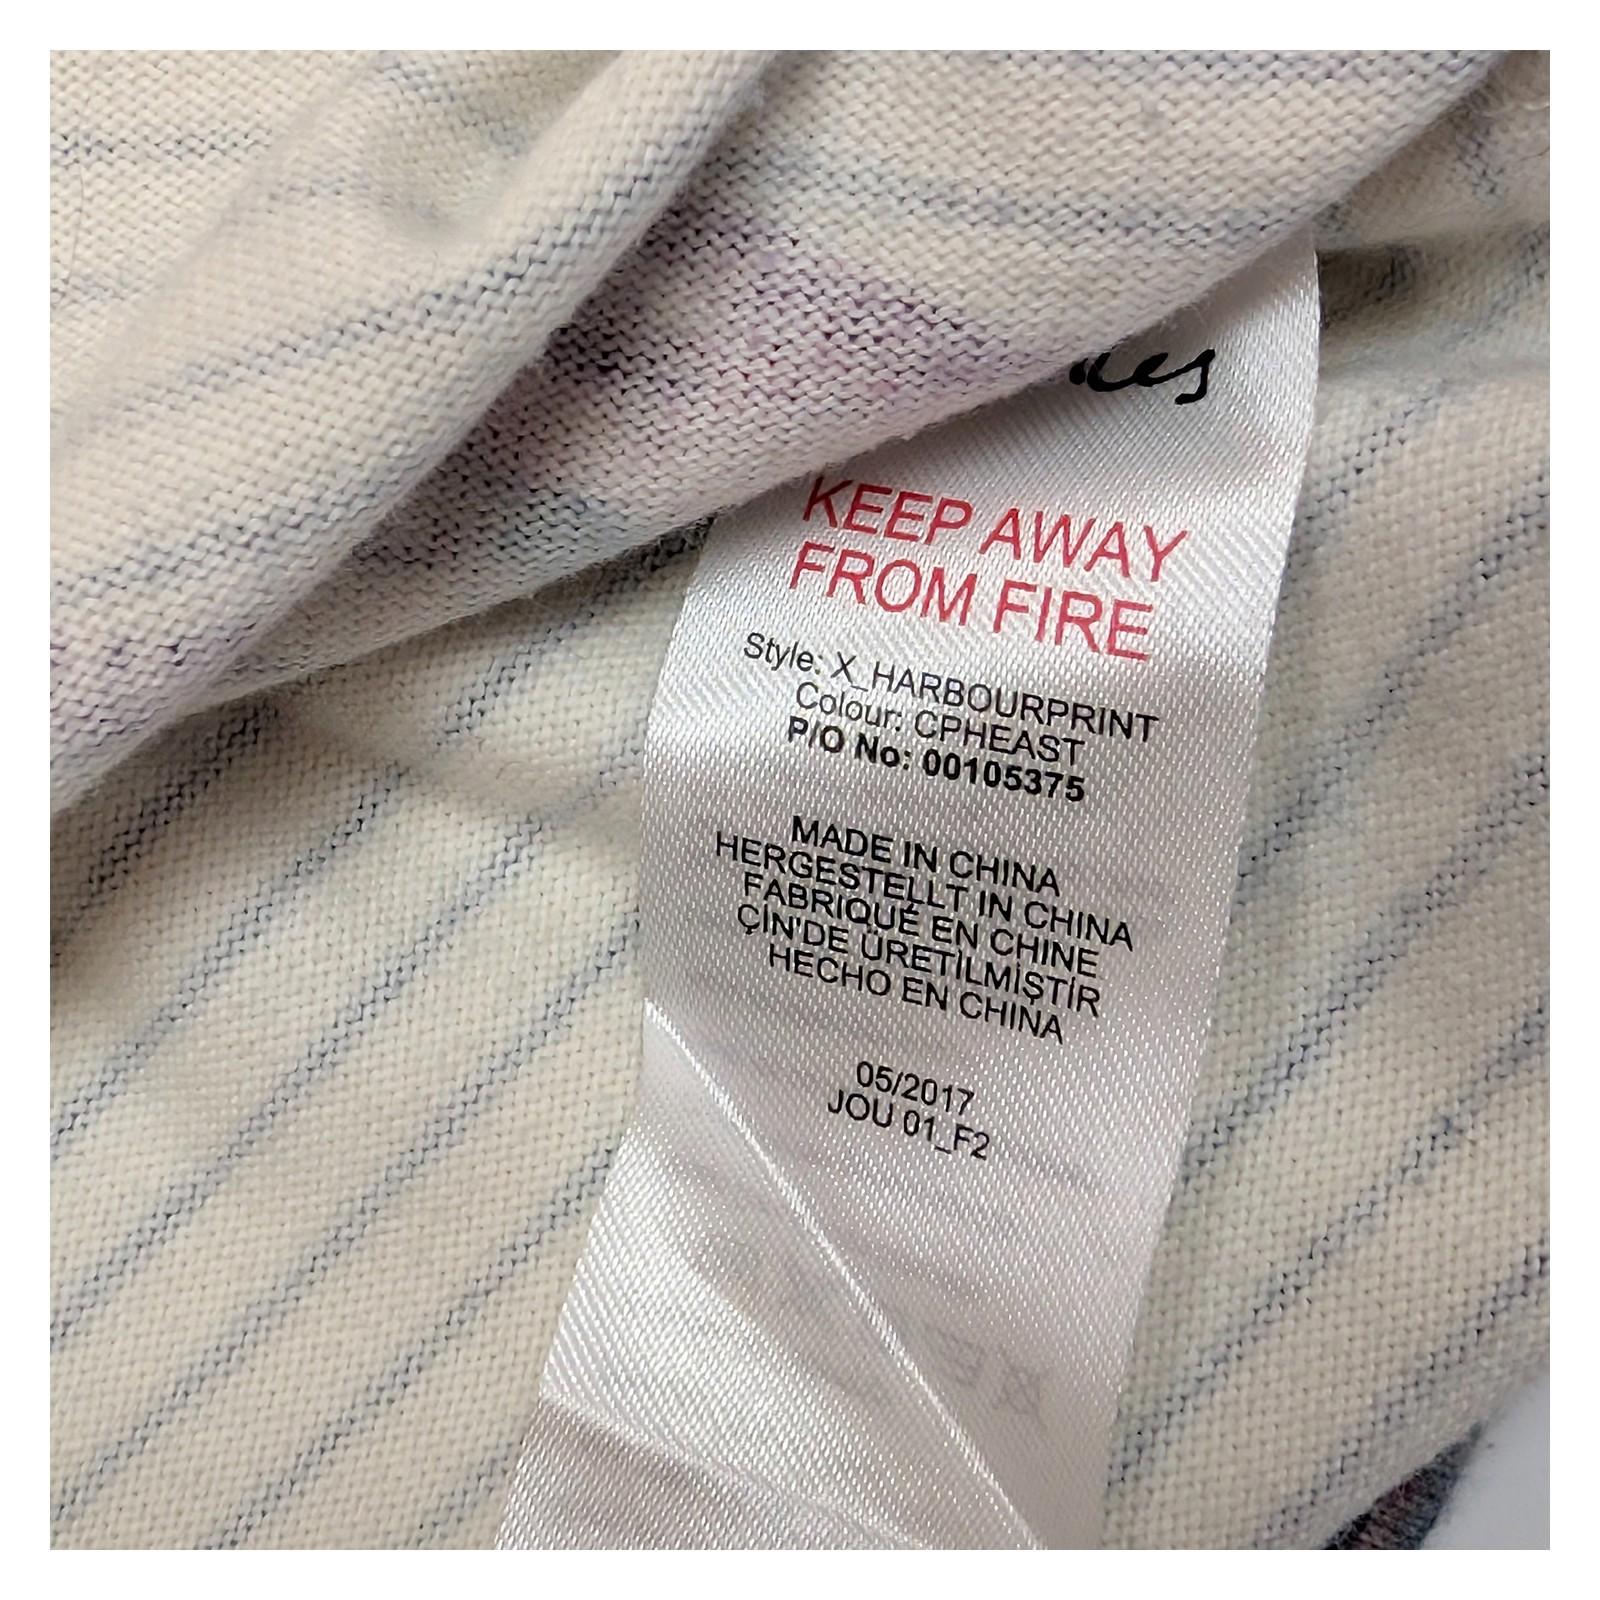 KEEP AWAY
FROM FIRE
Style: X_HARBOURPRINT
Colour: CPHEAST
P/O No: 00105375
MADE IN CHINA
HERGESTELLT IN CHINA
FABRIQUÉ EN CHINE
ÇİN'DE ÜRETİLMİŞTİR
HECHO EN CHINA
05/2017
JOU 01_F2